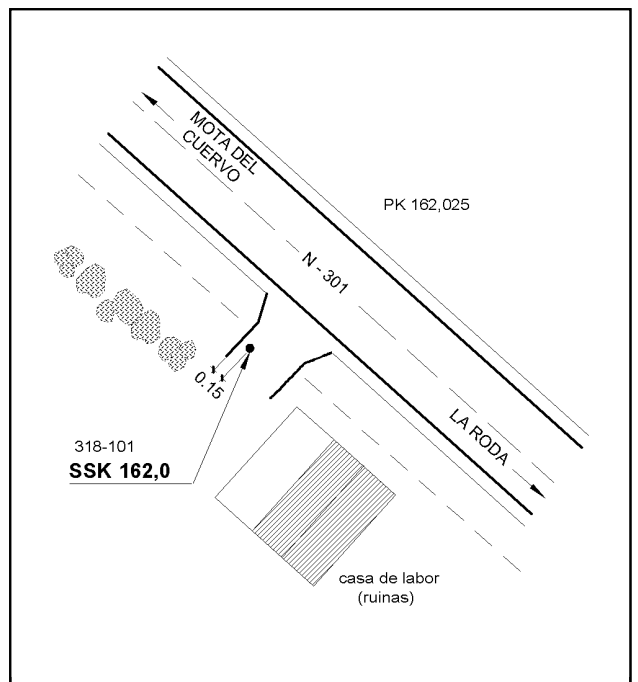 MOTA DEL
CUERVO
PK 162,025
N - 301
0.15
LA RODA
318-101
SSK 162,0
casa de labor
(ruinas)